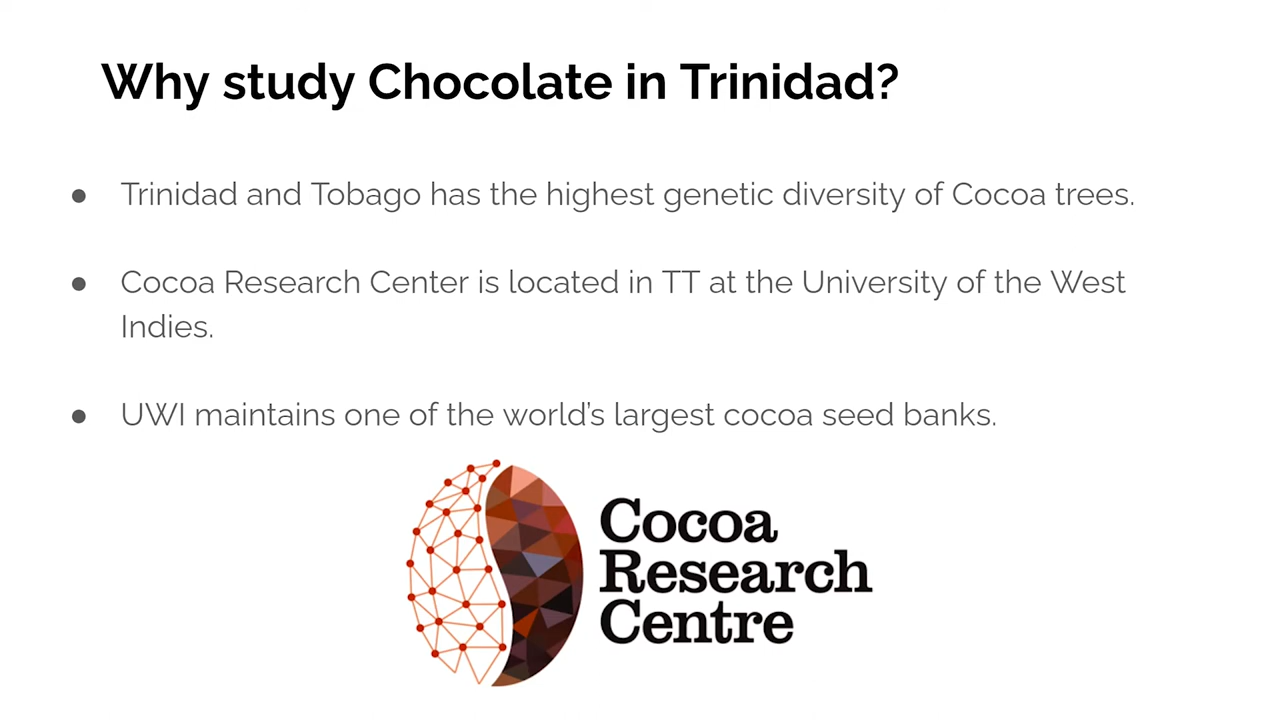 Why study Chocolate in Trinidad?
● Trinidad and Tobago has the highest genetic diversity of Cocoa trees.
● Cocoa Research Center is located in TT at the University of the West
Indies.
● UWI maintains one of the world's largest cocoa seed banks.
Cocoa
Research
Centre